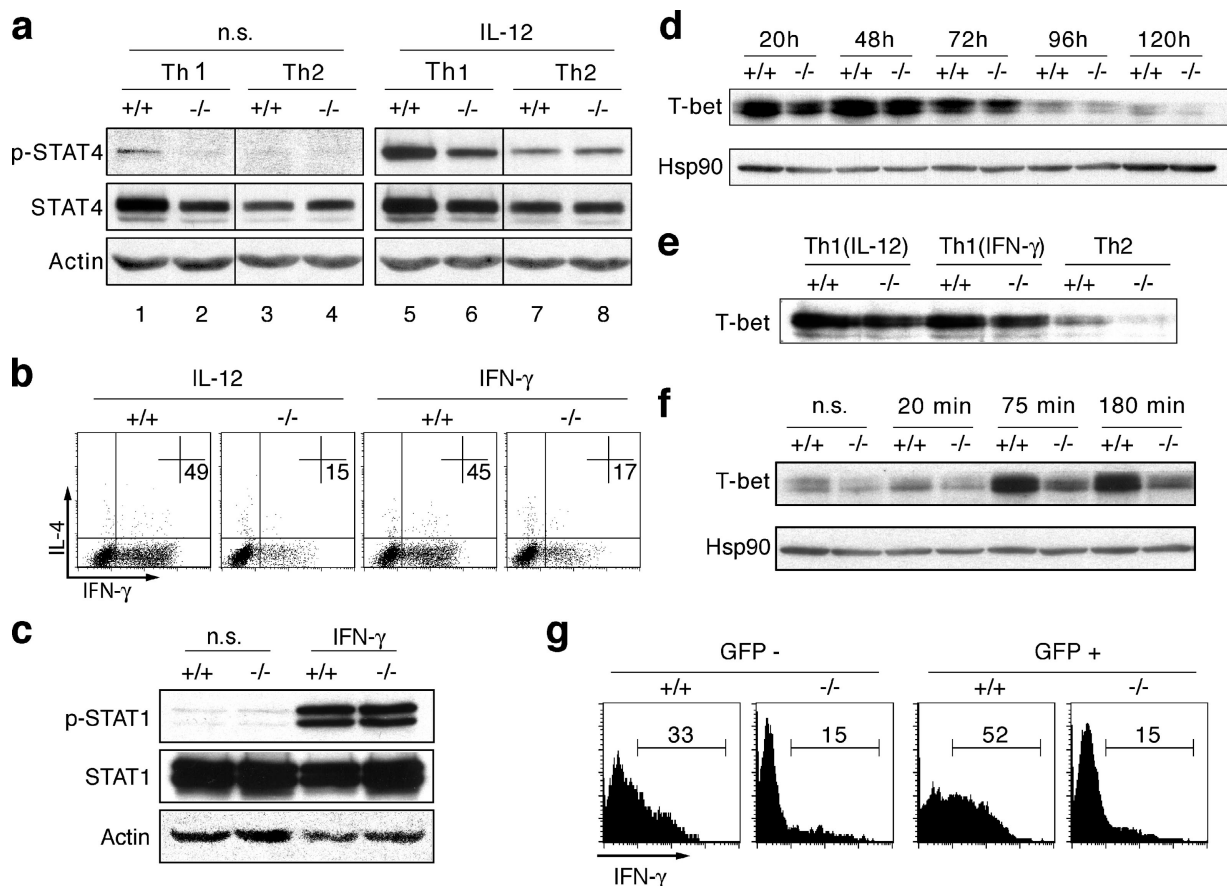 a
n.s. IL-12
Th1 Th2 Th1 Th2
+/+ -/- +/+ -/- +/+ -/- +/+ -/-
p-STAT4
STAT4
Actin
1 2 3 4 5 6 7 8
b
IL-12 IFN-γ
+/+ -/- +/+ -/-
49 15 45 17
IL-4
IFN-γ
c
n.s. IFN-γ
+/+ -/- +/+ -/-
p-STAT1
STAT1
Actin
d
20h 48h 72h 96h 120h
+/+ -/- +/+ -/- +/+ -/- +/+ -/- +/+ -/-
T-bet
Hsp90
e
Th1(IL-12) Th1(IFN-γ) Th2
+/+ -/- +/+ -/- +/+ -/-
T-bet
f
n.s. 20 min 75 min 180 min
+/+ -/- +/+ -/- +/+ -/- +/+ -/-
T-bet
Hsp90
g
GFP - GFP +
+/+ -/- +/+ -/-
33 15 52 15
IFN-γ